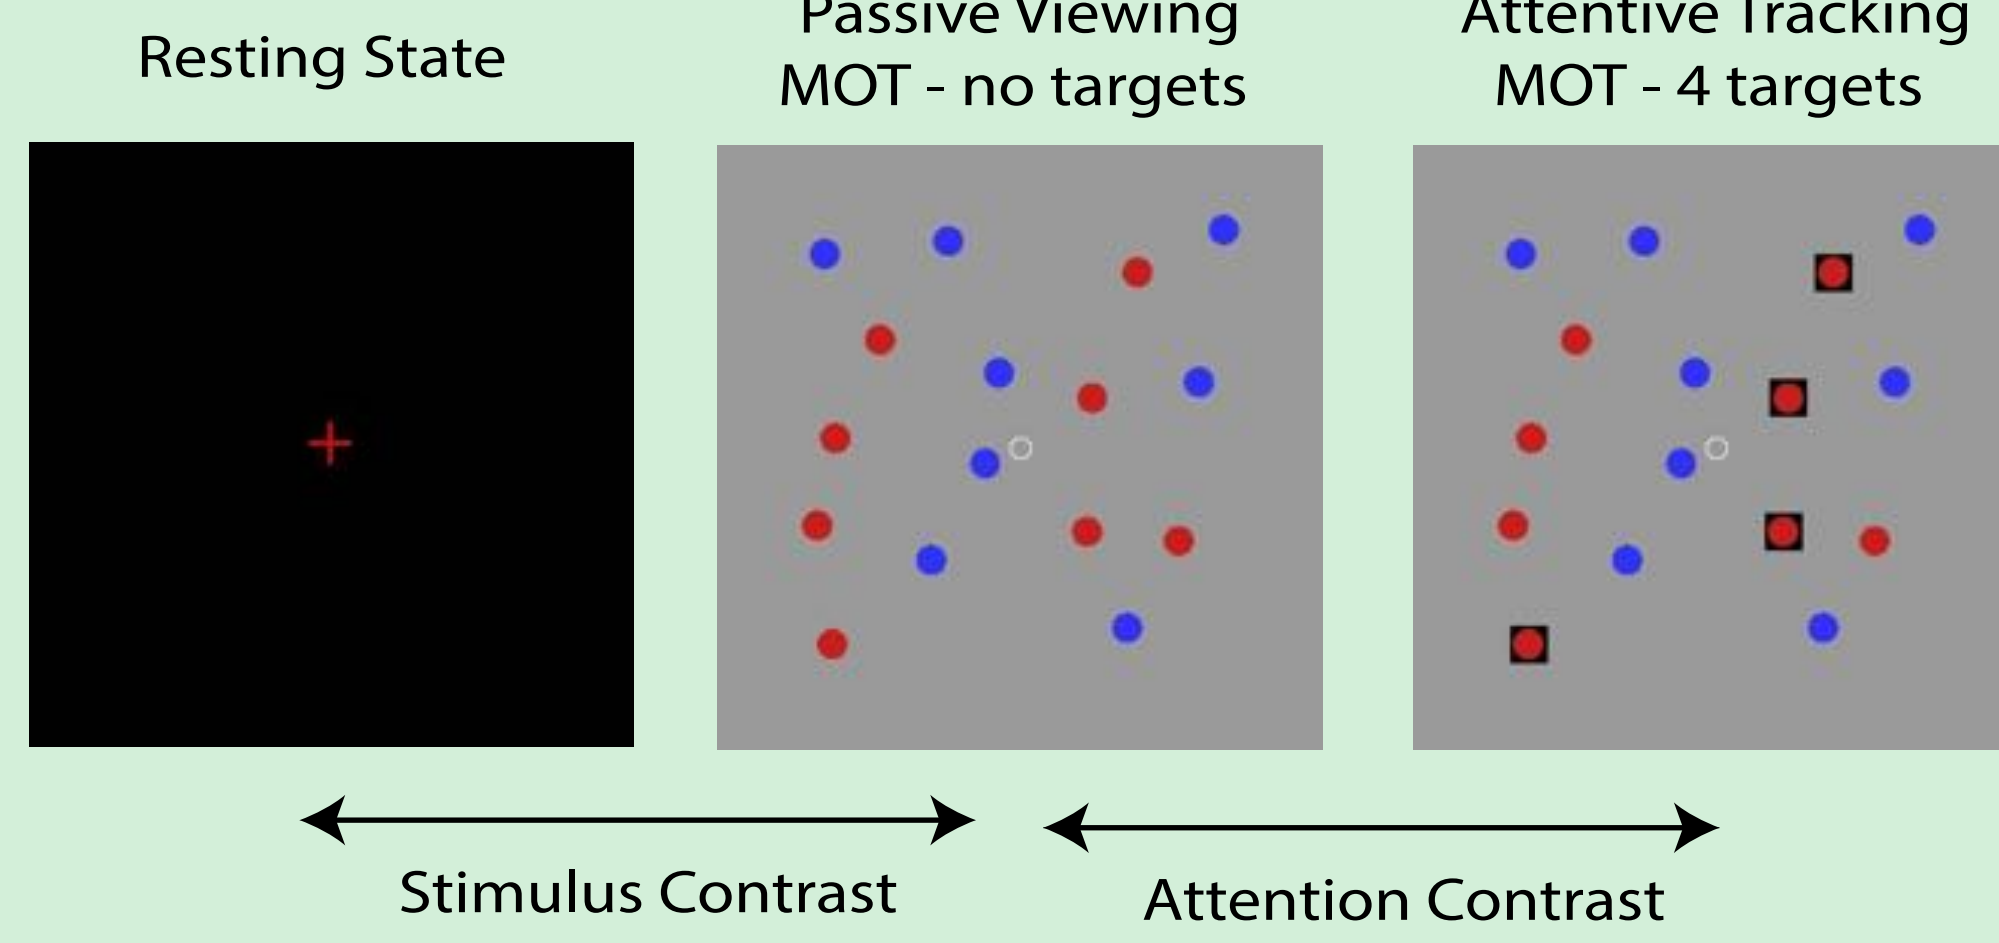 Resting State
Passive Viewing
MOT - no targets
Attentive Tracking
MOT - 4 targets
Stimulus Contrast
Attention Contrast